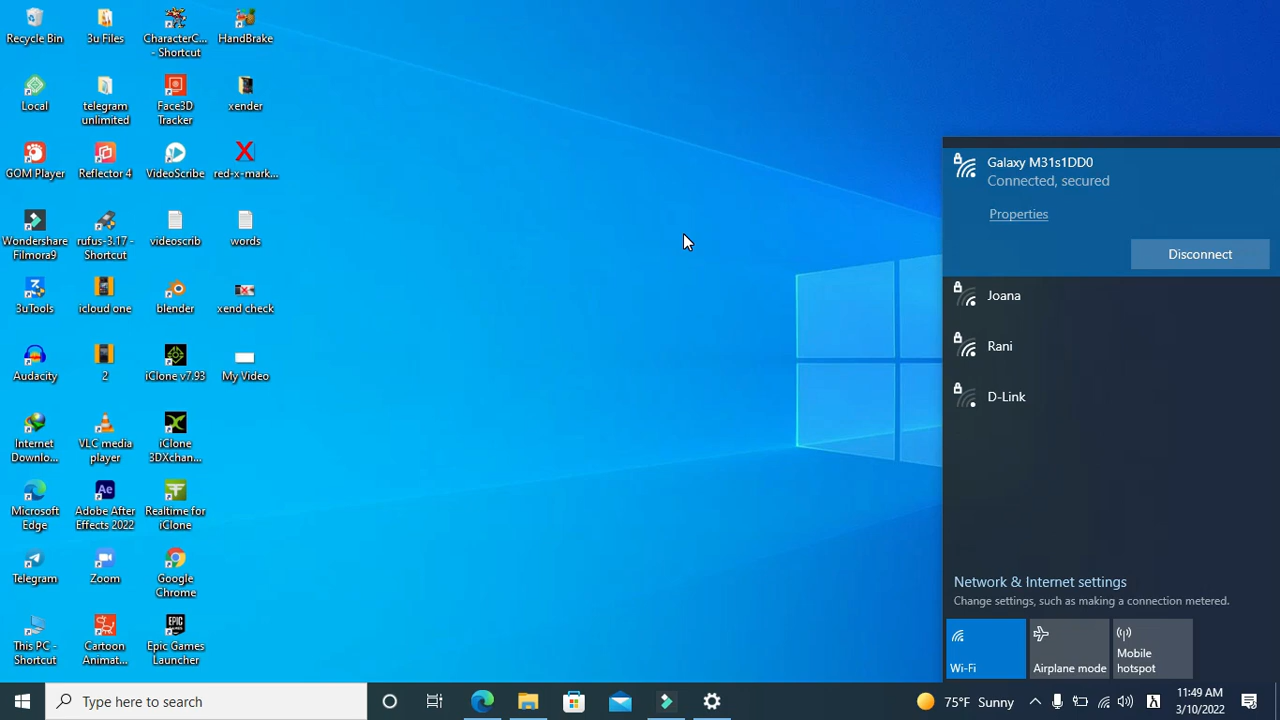 Recycle Bin
3u Files
CharacterC...
- Shortcut
HandBrake
Local
telegram
unlimited
Face3D
Tracker
xender
GOM Player
Reflector 4
VideoScribe
red-x-mark...
Wondershare
Filmora9
rufus-3.17 -
Shortcut
videoscrib
words
3uTools
icloud one
blender
xend check
Audacity
2
iClone v7.93
My Video
Internet
Downlo...
VLC media
player
iClone
3DXchan...
Microsoft
Edge
Adobe After
Effects 2022
Realtime for
iClone
Telegram
Zoom
Google
Chrome
This PC -
Shortcut
Cartoon
Animat...
Epic Games
Launcher
Galaxy M31s1DD0
Connected, secured
Properties
Disconnect
Joana
Rani
D-Link
Network & Internet settings
Change settings, such as making a connection metered.
Wi-Fi
Airplane mode
Mobile
hotspot
Type here to search
75°F Sunny
11:49 AM
3/10/2022